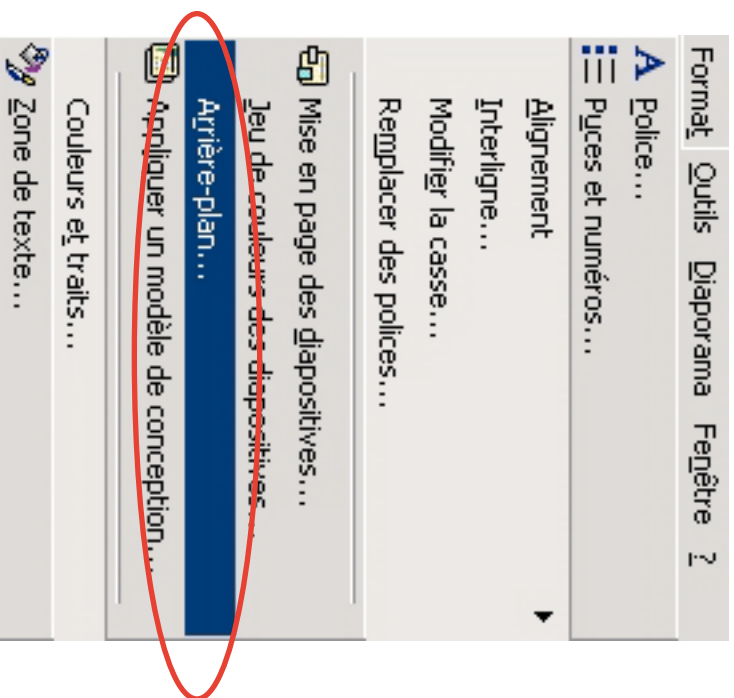 Format Outils Diaporama Fenêtre ?
Police...
Puces et numéros...
Alignement
Interligne...
Modifier la casse...
Remplacer des polices...
Mise en page des diapositives...
Jeu de couleurs des diapositives...
Arrière-plan...
Appliquer un modèle de conception...
Couleurs et traits...
Zone de texte...